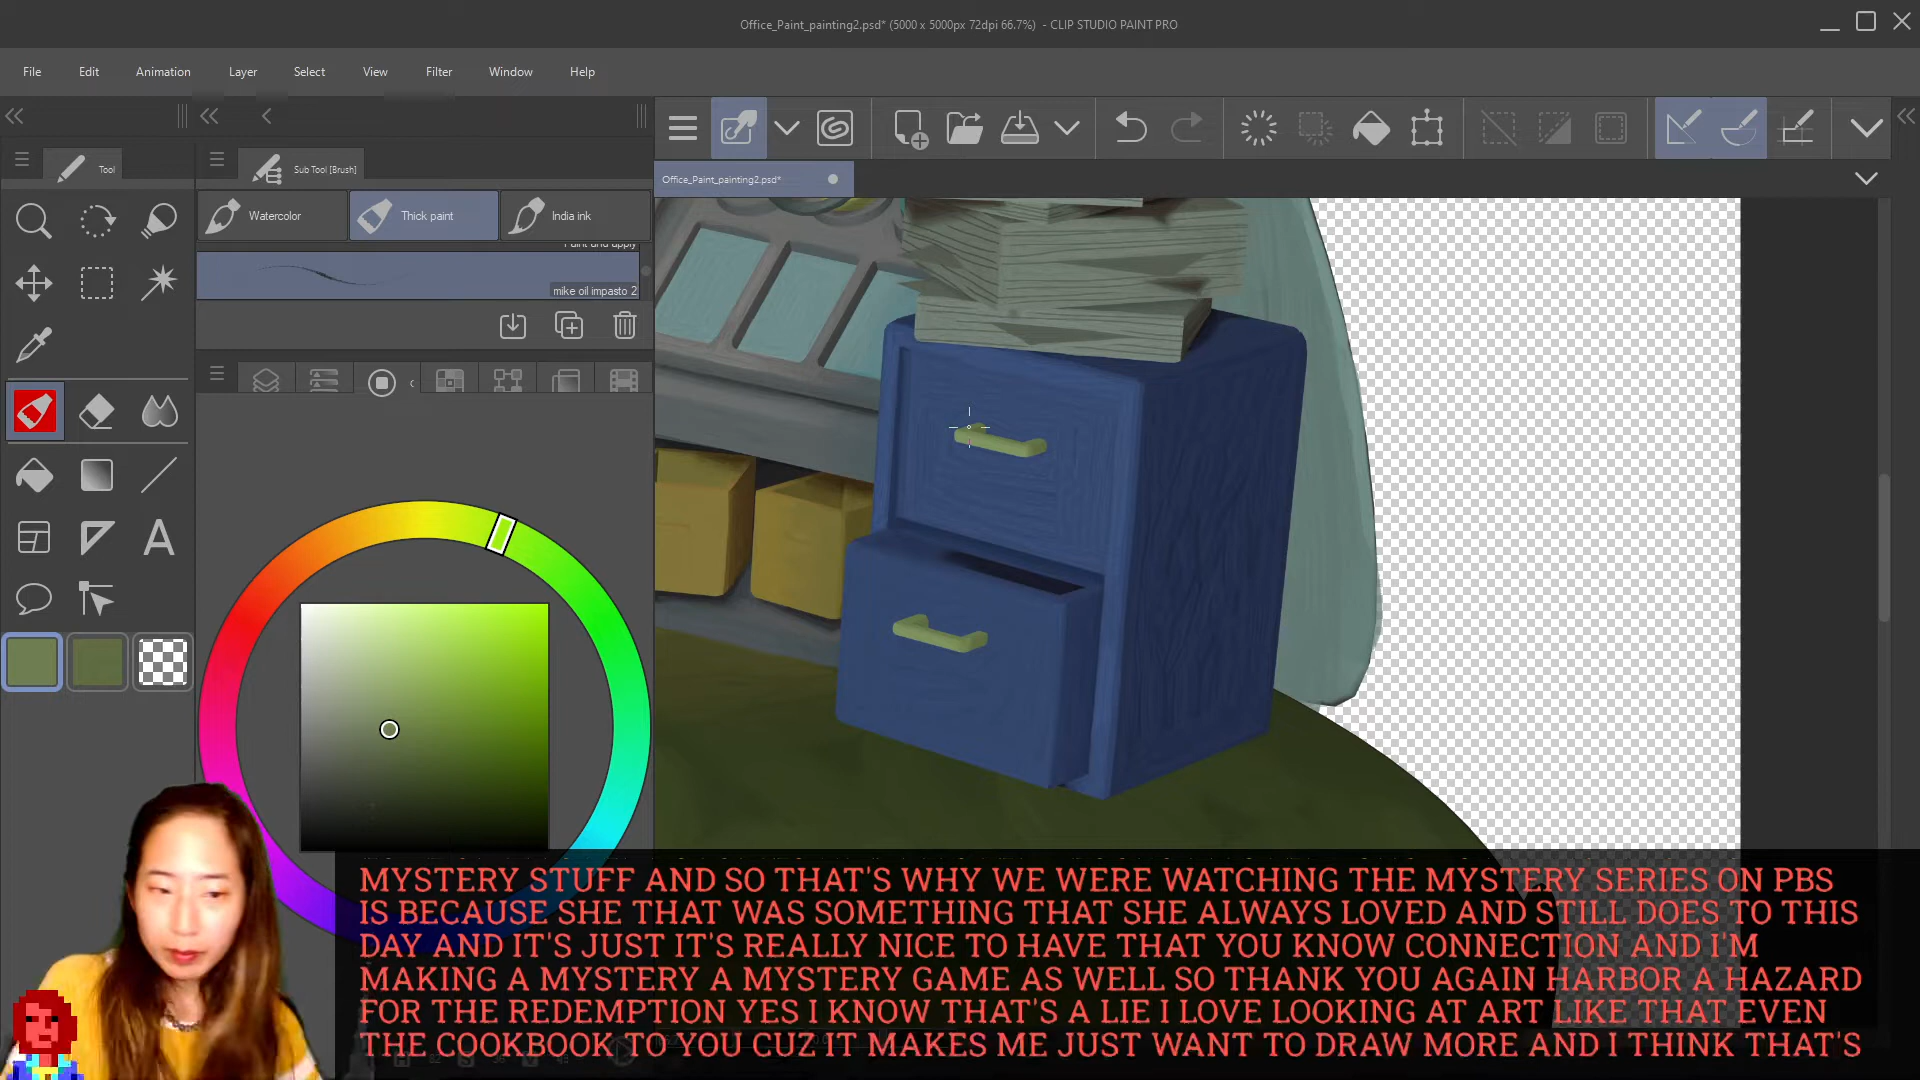 Office_Paint_painting2.psd* (5000 x 5000px 72dpi 66.7%) - CLIP STUDIO PAINT PRO
File Edit Animation Layer Select View Filter Window Help
Tool
Sub Tool [Brush]
Office_Paint_painting2.psd*
Watercolor
Thick paint
India ink
Paint and apply
mike oil impasto 2
MYSTERY STUFF AND SO THAT'S WHY WE WERE WATCHING THE MYSTERY SERIES ON PBS
IS BECAUSE SHE THAT WAS SOMETHING THAT SHE ALWAYS LOVED AND STILL DOES TO THIS
DAY AND IT'S JUST IT'S REALLY NICE TO HAVE THAT YOU KNOW CONNECTION AND I'M
MAKING A MYSTERY A MYSTERY GAME AS WELL SO THANK YOU AGAIN HARBOR A HAZARD
FOR THE REDEMPTION YES I KNOW THAT'S A LIE I LOVE LOOKING AT ART LIKE THAT EVEN
THE COOKBOOK TO YOU CUZ IT MAKES ME JUST WANT TO DRAW MORE AND I THINK THAT'S